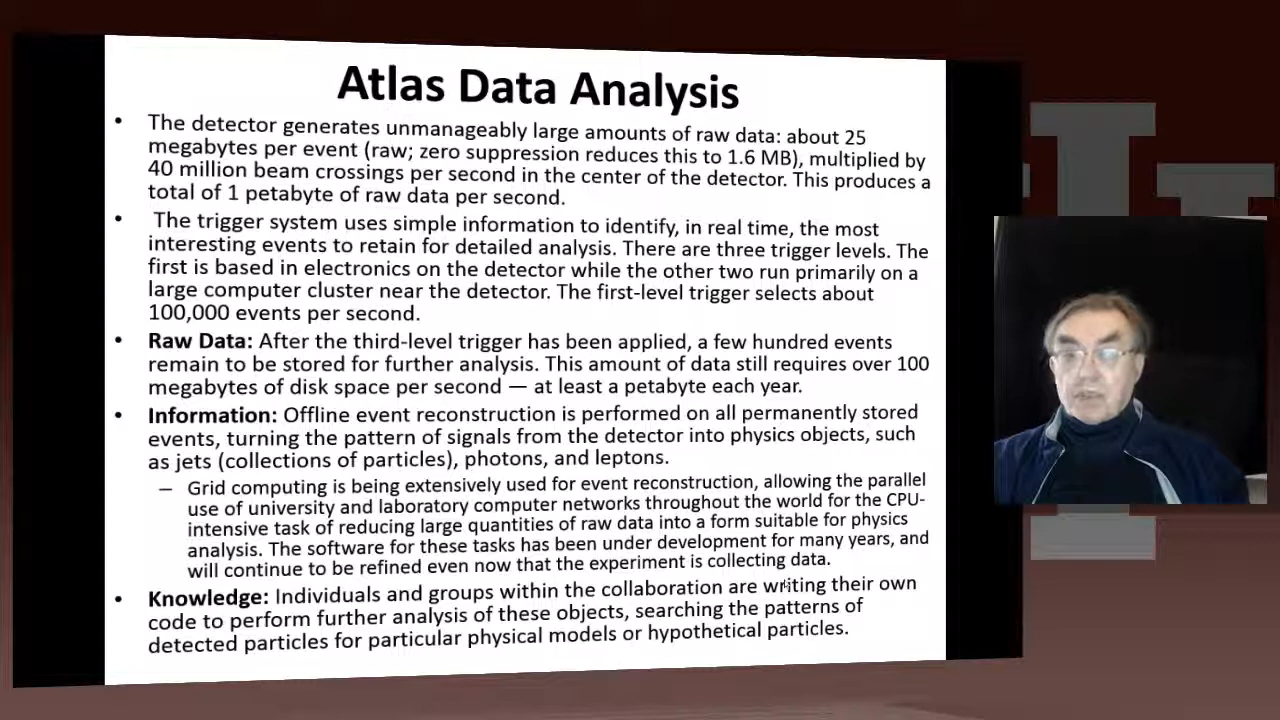 Atlas Data Analysis
• The detector generates unmanageably large amounts of raw data: about 25
megabytes per event (raw; zero suppression reduces this to 1.6 MB), multiplied by
40 million beam crossings per second in the center of the detector. This produces a
total of 1 petabyte of raw data per second.
• The trigger system uses simple information to identify, in real time, the most
interesting events to retain for detailed analysis. There are three trigger levels. The
first is based in electronics on the detector while the other two run primarily on a
large computer cluster near the detector. The first-level trigger selects about
100,000 events per second.
• Raw Data: After the third-level trigger has been applied, a few hundred events
remain to be stored for further analysis. This amount of data still requires over 100
megabytes of disk space per second — at least a petabyte each year.
• Information: Offline event reconstruction is performed on all permanently stored
events, turning the pattern of signals from the detector into physics objects, such
as jets (collections of particles), photons, and leptons.
– Grid computing is being extensively used for event reconstruction, allowing the parallel
use of university and laboratory computer networks throughout the world for the CPU-
intensive task of reducing large quantities of raw data into a form suitable for physics
analysis. The software for these tasks has been under development for many years, and
will continue to be refined even now that the experiment is collecting data.
• Knowledge: Individuals and groups within the collaboration are writing their own
code to perform further analysis of these objects, searching the patterns of
detected particles for particular physical models or hypothetical particles.